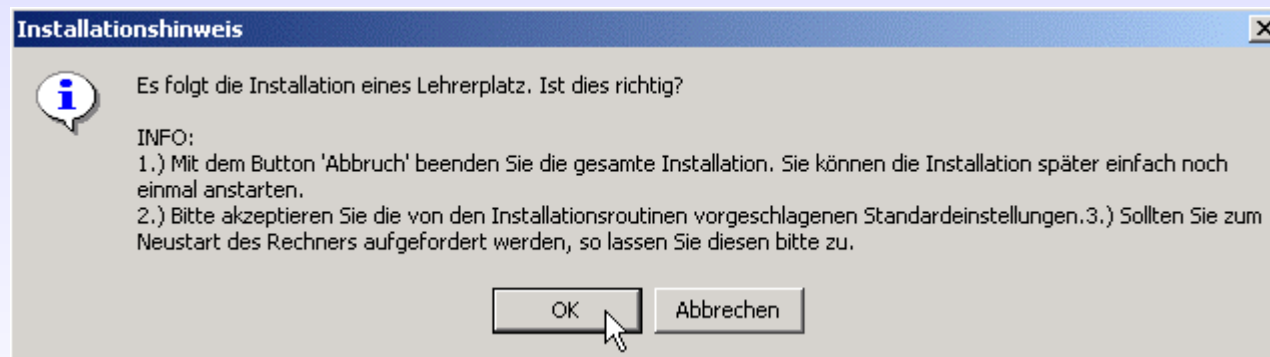 Installationshinweis
Es folgt die Installation eines Lehrerplatz. Ist dies richtig?
INFO:
1.) Mit dem Button 'Abbruch' beenden Sie die gesamte Installation. Sie können die Installation später einfach noch
einmal anstarten.
2.) Bitte akzeptieren Sie die von den Installationsroutinen vorgeschlagenen Standardeinstellungen.3.) Sollten Sie zum
Neustart des Rechners aufgefordert werden, so lassen Sie diesen bitte zu.
OK Abbrechen